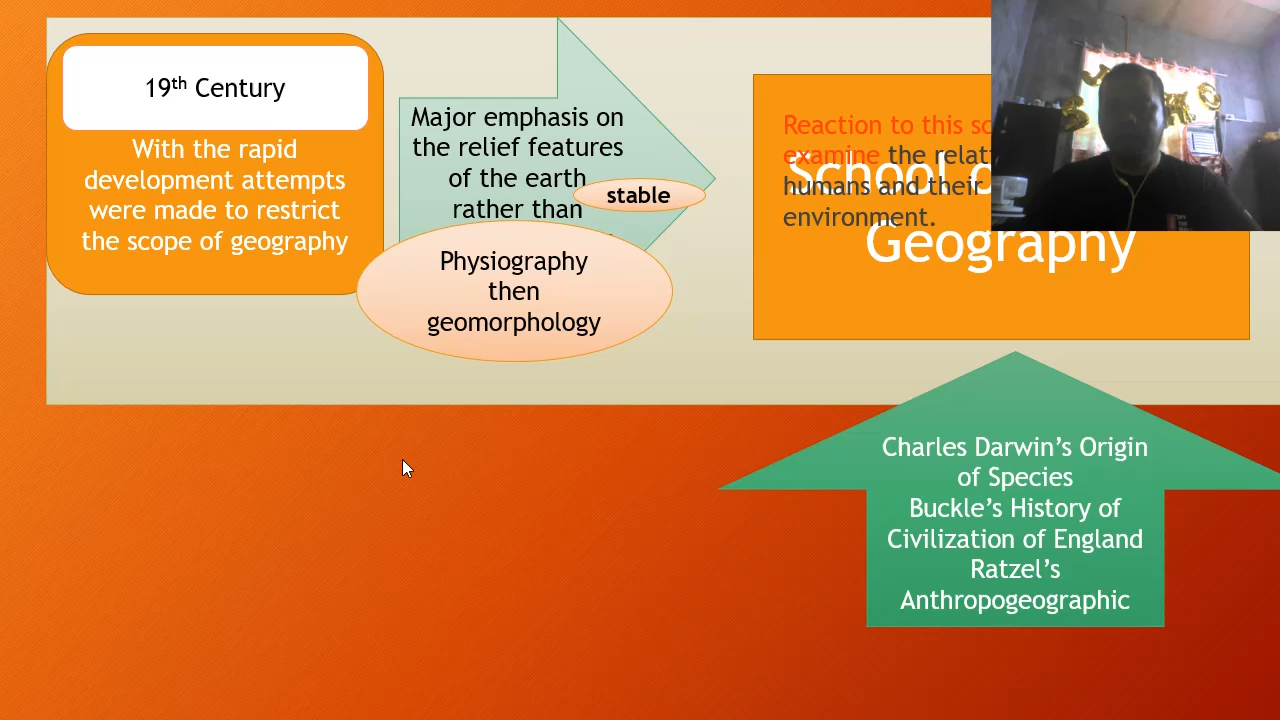 19th Century
With the rapid
development attempts
were made to restrict
the scope of geography
Major emphasis on
the relief features
of the earth
rather than
stable
Physiography
then
geomorphology
Reaction to this
examine the
humans and their
environment.
School
Geography
Charles Darwin’s Origin
of Species
Buckle’s History of
Civilization of England
Ratzel’s
Anthropogeographic